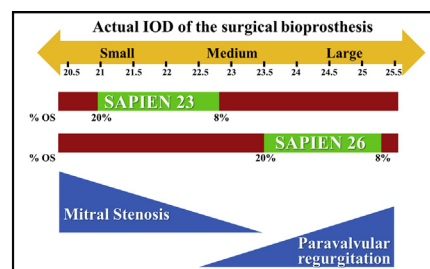 Actual IOD of the surgical bioprosthesis
Small Medium Large
20.5 21 21.5 22 22.5 23 23.5 24 24.5 25 25.5
SAPIEN 23
% OS 20% 8%
SAPIEN 26
% OS 20% 8%
Mitral Stenosis
Paravalvular
regurgitation